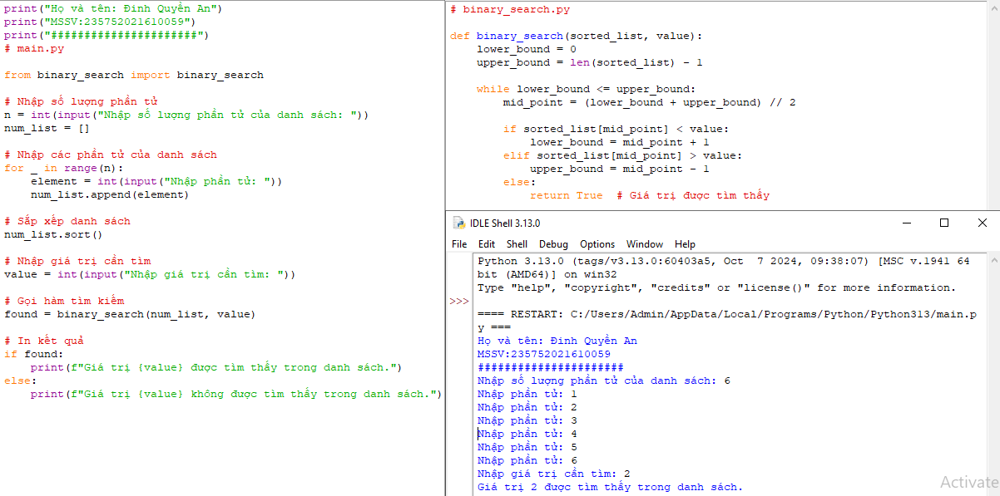 print("Họ và tên: Đinh Quyền An")
print("MSSV:235752021610059")
print("######################")
# main.py
from binary_search import binary_search
# Nhập số lượng phần tử
n = int(input("Nhập số lượng phần tử của danh sách: "))
num_list = []
# Nhập các phần tử của danh sách
for _ in range(n):
    element = int(input("Nhập phần tử: "))
    num_list.append(element)
# Sắp xếp danh sách
num_list.sort()
# Nhập giá trị cần tìm
value = int(input("Nhập giá trị cần tìm: "))
# Gọi hàm tìm kiếm
found = binary_search(num_list, value)
# In kết quả
if found:
    print(f"Giá trị {value} được tìm thấy trong danh sách.")
else:
    print(f"Giá trị {value} không được tìm thấy trong danh sách.")
# binary_search.py
def binary_search(sorted_list, value):
    lower_bound = 0
    upper_bound = len(sorted_list) - 1
    while lower_bound <= upper_bound:
        mid_point = (lower_bound + upper_bound) // 2
        if sorted_list[mid_point] < value:
            lower_bound = mid_point + 1
        elif sorted_list[mid_point] > value:
            upper_bound = mid_point - 1
        else:
            return True  # Giá trị được tìm thấy
IDLE Shell 3.13.0
File Edit Shell Debug Options Window Help
Python 3.13.0 (tags/v3.13.0:60403a5, Oct  7 2024, 09:38:07) [MSC v.1941 64
bit (AMD64)] on win32
Type "help", "copyright", "credits" or "license()" for more information.
>>>
==== RESTART: C:/Users/Admin/AppData/Local/Programs/Python/Python313/main.p
y ===
Họ và tên: Đinh Quyền An
MSSV:235752021610059
######################
Nhập số lượng phần tử của danh sách: 6
Nhập phần tử: 1
Nhập phần tử: 2
Nhập phần tử: 3
Nhập phần tử: 4
Nhập phần tử: 5
Nhập phần tử: 6
Nhập giá trị cần tìm: 2
Giá trị 2 được tìm thấy trong danh sách.
Activate